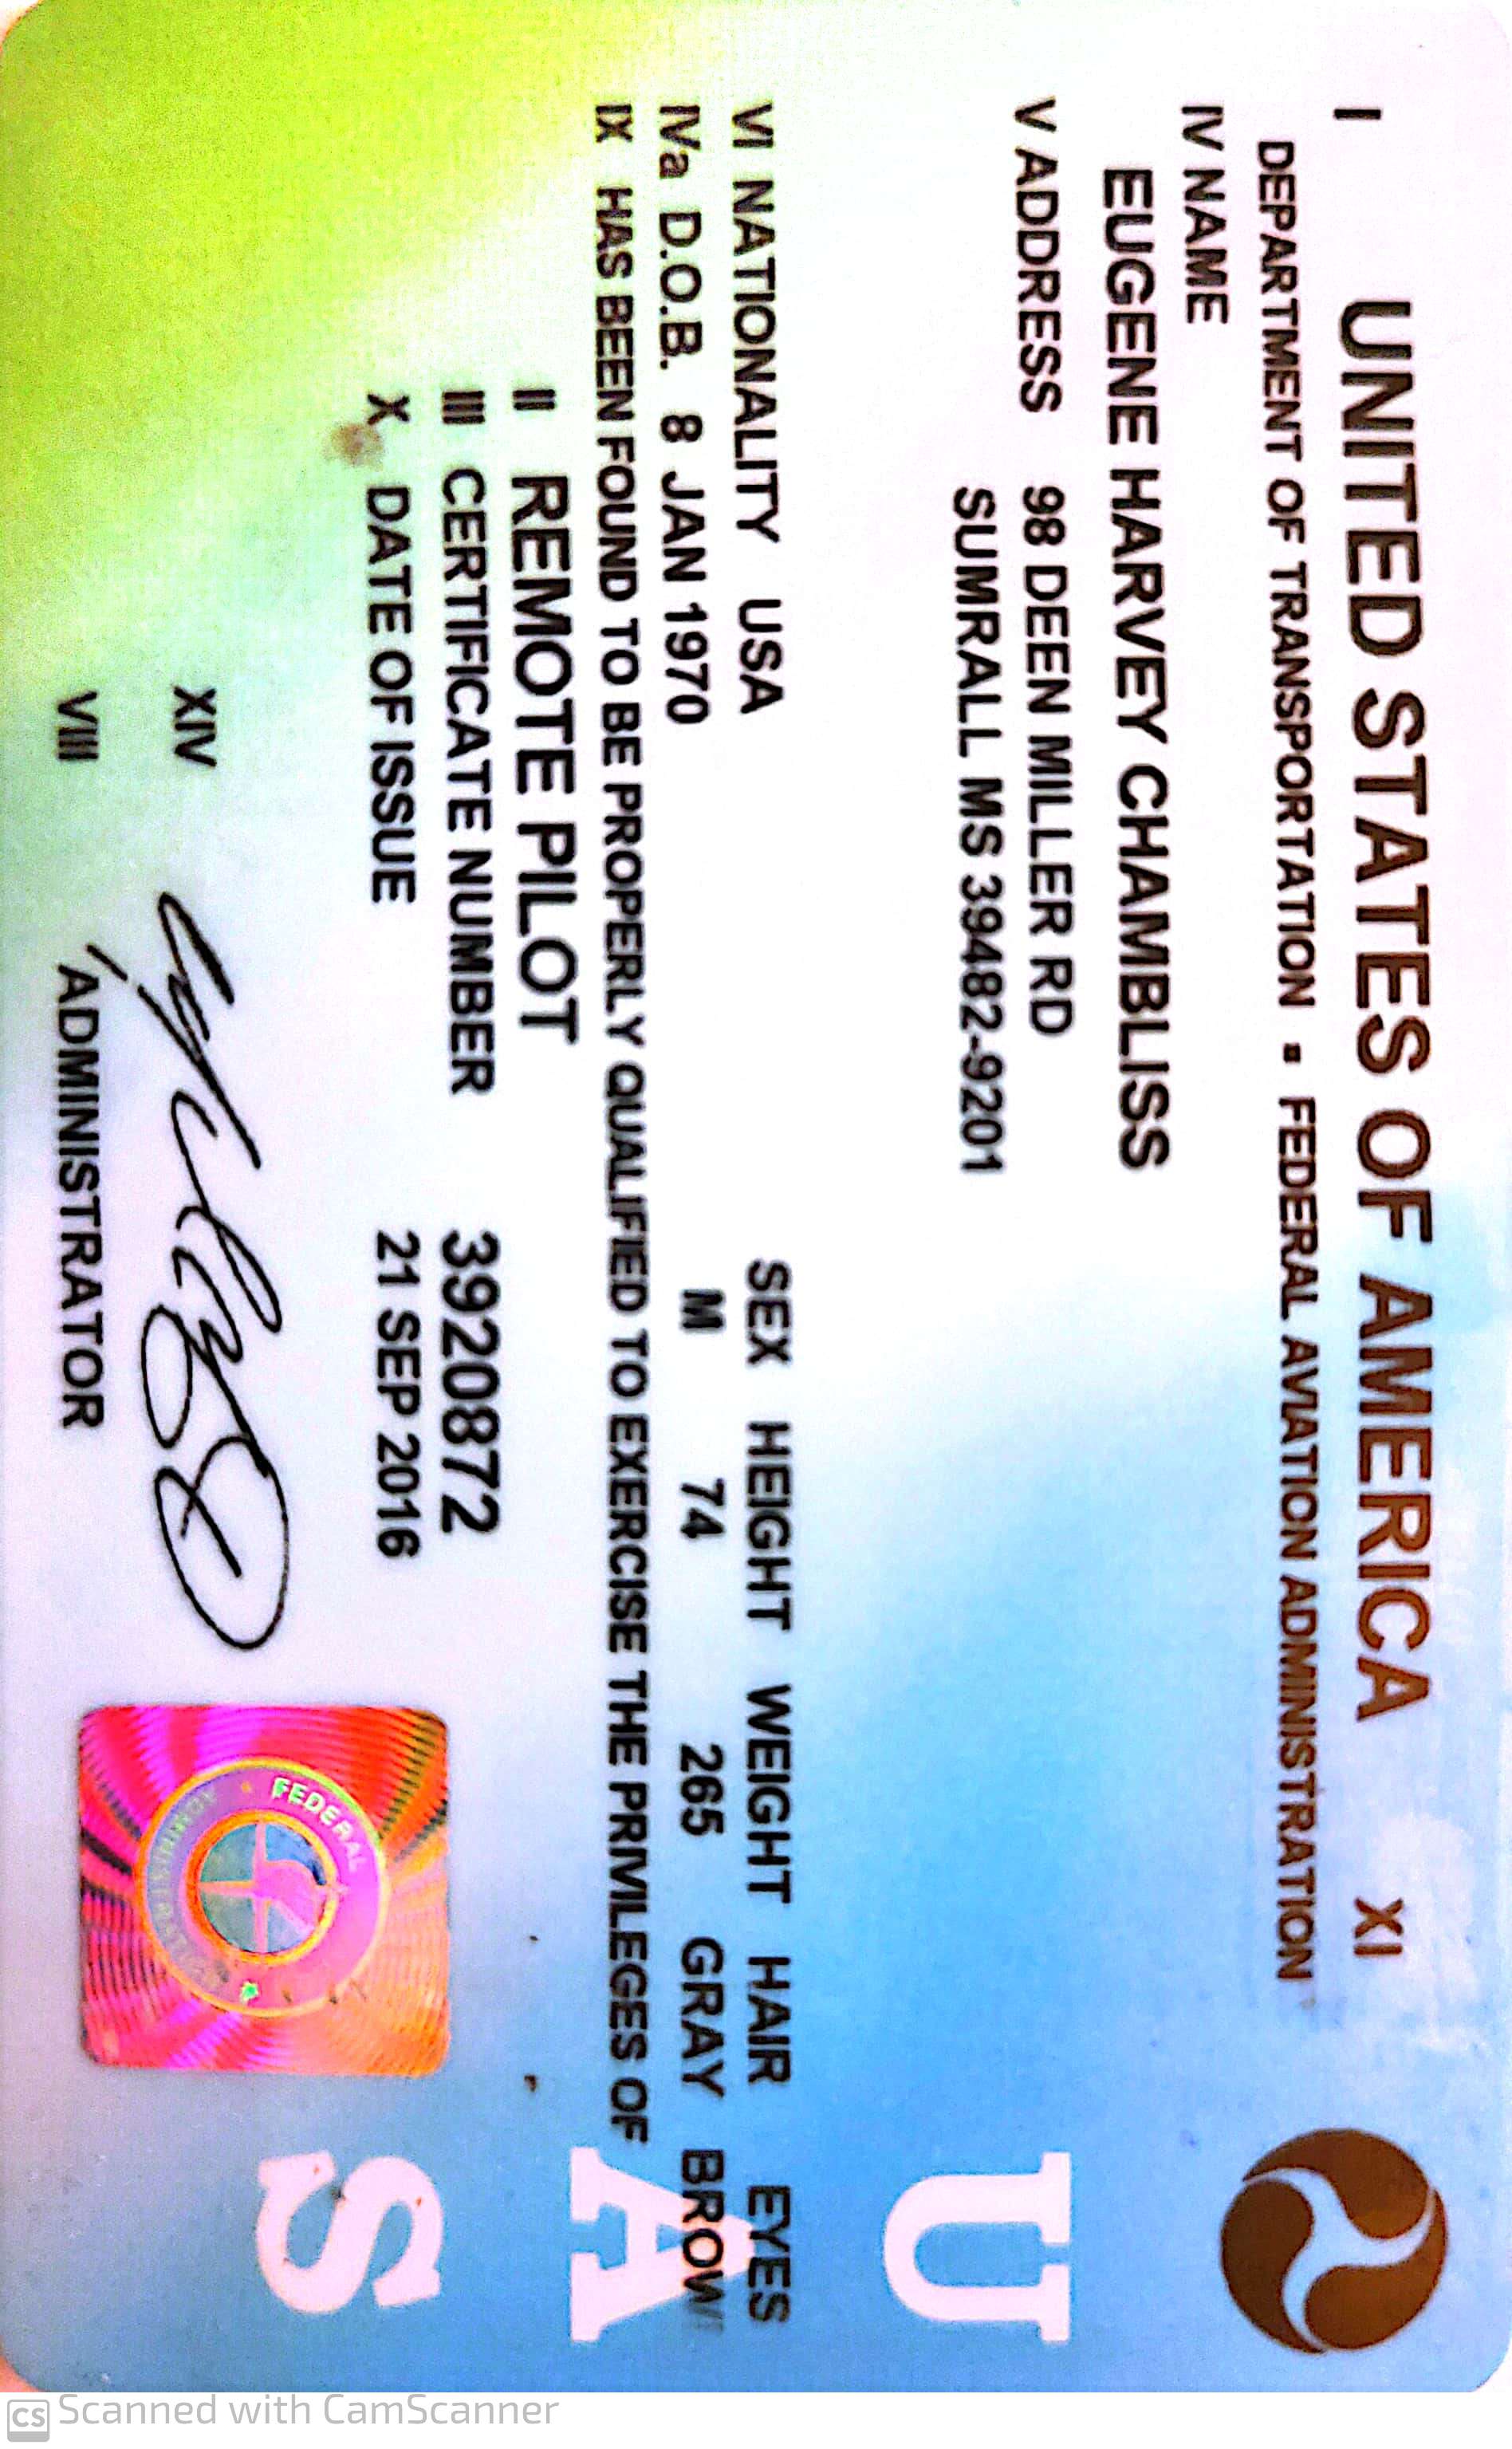 I UNITED STATES OF AMERICA XI
DEPARTMENT OF TRANSPORTATION ▪ FEDERAL AVIATION ADMINISTRATION
IV NAME
EUGENE HARVEY CHAMBLISS
V ADDRESS 98 DEEN MILLER RD
SUMRALL MS 39482-9201
VI NATIONALITY USA SEX HEIGHT WEIGHT HAIR EYES
IVa D.O.B. 8 JAN 1970 M 74 265 GRAY BROWN
IX HAS BEEN FOUND TO BE PROPERLY QUALIFIED TO EXERCISE THE PRIVILEGES OF
II REMOTE PILOT
III CERTIFICATE NUMBER 3920872
X DATE OF ISSUE 21 SEP 2016
XIV
VIII ADMINISTRATOR
FEDERAL
U
S
A
CS Scanned with CamScanner